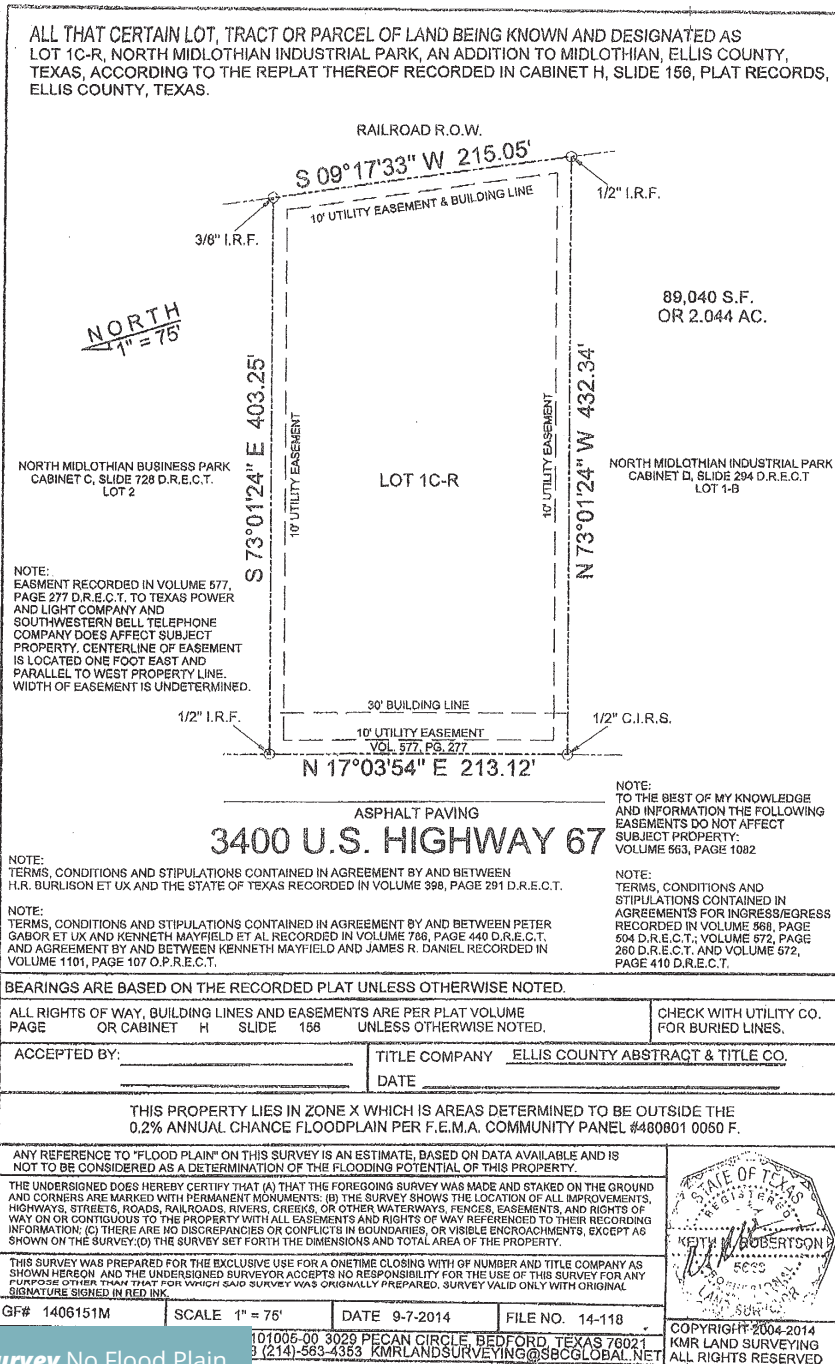 ALL THAT CERTAIN LOT, TRACT OR PARCEL OF LAND BEING KNOWN AND DESIGNATED AS
LOT 1C-R, NORTH MIDLOTHIAN INDUSTRIAL PARK, AN ADDITION TO MIDLOTHIAN, ELLIS COUNTY,
TEXAS, ACCORDING TO THE REPLAT THEREOF RECORDED IN CABINET H, SLIDE 156, PLAT RECORDS,
ELLIS COUNTY, TEXAS.
RAILROAD R.O.W.
S 09°17'33" W 215.05'
10' UTILITY EASEMENT & BUILDING LINE
1/2" I.R.F.
3/8" I.R.F.
89,040 S.F.
OR 2.044 AC.
NORTH
1" = 75'
S 73°01'24" E 403.25'
10' UTILITY EASEMENT
LOT 1C-R
10' UTILITY EASEMENT
N 73°01'24" W 432.34'
NORTH MIDLOTHIAN BUSINESS PARK
CABINET C, SLIDE 728 D.R.E.C.T.
LOT 2
NORTH MIDLOTHIAN INDUSTRIAL PARK
CABINET D, SLIDE 294 D.R.E.C.T
LOT 1-B
NOTE:
EASMENT RECORDED IN VOLUME 577,
PAGE 277 D.R.E.C.T. TO TEXAS POWER
AND LIGHT COMPANY AND
SOUTHWESTERN BELL TELEPHONE
COMPANY DOES AFFECT SUBJECT
PROPERTY. CENTERLINE OF EASEMENT
IS LOCATED ONE FOOT EAST AND
PARALLEL TO WEST PROPERTY LINE.
WIDTH OF EASEMENT IS UNDETERMINED.
30' BUILDING LINE
1/2" I.R.F.
1/2" C.I.R.S.
10' UTILITY EASEMENT
VOL. 577, PG. 277
N 17°03'54" E 213.12'
ASPHALT PAVING
3400 U.S. HIGHWAY 67
NOTE:
TO THE BEST OF MY KNOWLEDGE
AND INFORMATION THE FOLLOWING
EASEMENTS DO NOT AFFECT
SUBJECT PROPERTY:
VOLUME 563, PAGE 1082
NOTE:
TERMS, CONDITIONS AND STIPULATIONS CONTAINED IN AGREEMENT BY AND BETWEEN
H.R. BURLISON ET UX AND THE STATE OF TEXAS RECORDED IN VOLUME 398, PAGE 291 D.R.E.C.T.
NOTE:
TERMS, CONDITIONS AND STIPULATIONS CONTAINED IN AGREEMENT BY AND BETWEEN PETER
GABOR ET UX AND KENNETH MAYFIELD ET AL RECORDED IN VOLUME 786, PAGE 440 D.R.E.C.T.
AND AGREEMENT BY AND BETWEEN KENNETH MAYFIELD AND JAMES R. DANIEL RECORDED IN
VOLUME 1101, PAGE 107 O.P.R.E.C.T.
NOTE:
TERMS, CONDITIONS AND
STIPULATIONS CONTAINED IN
AGREEMENTS FOR INGRESS/EGRESS
RECORDED IN VOLUME 568, PAGE
504 D.R.E.C.T.; VOLUME 572, PAGE
260 D.R.E.C.T. AND VOLUME 572,
PAGE 410 D.R.E.C.T.
BEARINGS ARE BASED ON THE RECORDED PLAT UNLESS OTHERWISE NOTED.
ALL RIGHTS OF WAY, BUILDING LINES AND EASEMENTS ARE PER PLAT VOLUME
PAGE OR CABINET H SLIDE 156 UNLESS OTHERWISE NOTED.
CHECK WITH UTILITY CO.
FOR BURIED LINES.
ACCEPTED BY:
TITLE COMPANY ELLIS COUNTY ABSTRACT & TITLE CO.
DATE
THIS PROPERTY LIES IN ZONE X WHICH IS AREAS DETERMINED TO BE OUTSIDE THE
0.2% ANNUAL CHANCE FLOODPLAIN PER F.E.M.A. COMMUNITY PANEL #480801 0050 F.
ANY REFERENCE TO "FLOOD PLAIN" ON THIS SURVEY IS AN ESTIMATE, BASED ON DATA AVAILABLE AND IS
NOT TO BE CONSIDERED AS A DETERMINATION OF THE FLOODING POTENTIAL OF THIS PROPERTY.
THE UNDERSIGNED DOES HEREBY CERTIFY THAT (A) THAT THE FOREGOING SURVEY WAS MADE AND STAKED ON THE GROUND
AND CORNERS ARE MARKED WITH PERMANENT MONUMENTS: (B) THE SURVEY SHOWS THE LOCATION OF ALL IMPROVEMENTS,
HIGHWAYS, STREETS, ROADS, RAILROADS, RIVERS, CREEKS, OR OTHER WATERWAYS, FENCES, EASEMENTS, AND RIGHTS OF
WAY ON OR CONTIGUOUS TO THE PROPERTY WITH ALL EASEMENTS AND RIGHTS OF WAY REFERENCED TO THEIR RECORDING
INFORMATION; (C) THERE ARE NO DISCREPANCIES OR CONFLICTS IN BOUNDARIES, OR VISIBLE ENCROACHMENTS, EXCEPT AS
SHOWN ON THE SURVEY;(D) THE SURVEY SET FORTH THE DIMENSIONS AND TOTAL AREA OF THE PROPERTY.
THIS SURVEY WAS PREPARED FOR THE EXCLUSIVE USE FOR A ONETIME CLOSING WITH GF NUMBER AND TITLE COMPANY AS
SHOWN HEREON AND THE UNDERSIGNED SURVEYOR ACCEPTS NO RESPONSIBILITY FOR THE USE OF THIS SURVEY FOR ANY
PURPOSE OTHER THAN THAT FOR WHICH SAID SURVEY WAS ORIGINALLY PREPARED. SURVEY VALID ONLY WITH ORIGINAL
SIGNATURE SIGNED IN RED INK.
STATE OF TEXAS
REGISTERED
KEITH ROBERTSON
PROFESSIONAL
LAND SURVEYOR
GF# 1406151M
SCALE 1" = 75'
DATE 9-7-2014
FILE NO. 14-118
COPYRIGHT 2004-2014
KMR LAND SURVEYING
ALL RIGHTS RESERVED
101005-00 3029 PECAN CIRCLE, BEDFORD, TEXAS 76021
(214)-563-4353 KMRLANDSURVEYING@SBCGLOBAL.NET
Survey No Flood Plain